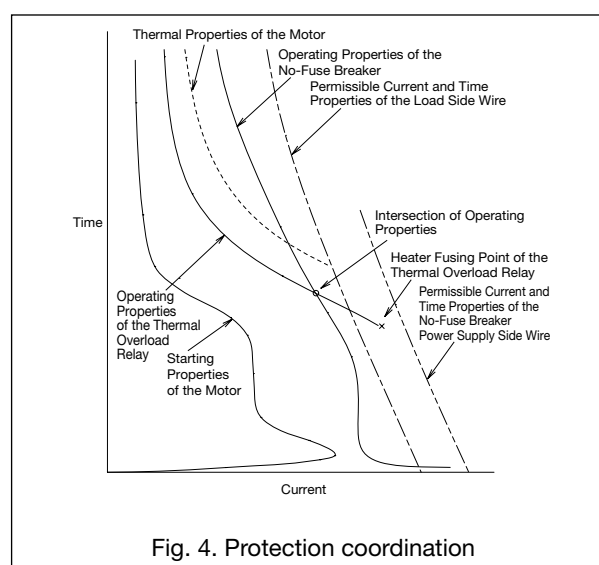 Thermal Properties of the Motor
Operating Properties of the
No-Fuse Breaker
Permissible Current and Time
Properties of the Load Side Wire
Time
Intersection of Operating
Properties
Heater Fusing Point of the
Thermal Overload Relay
Permissible Current and
Time Properties of the
No-Fuse Breaker
Power Supply Side Wire
Operating
Properties
of the Thermal
Overload
Relay
Starting
Properties
of the Motor
Current
Fig. 4. Protection coordination